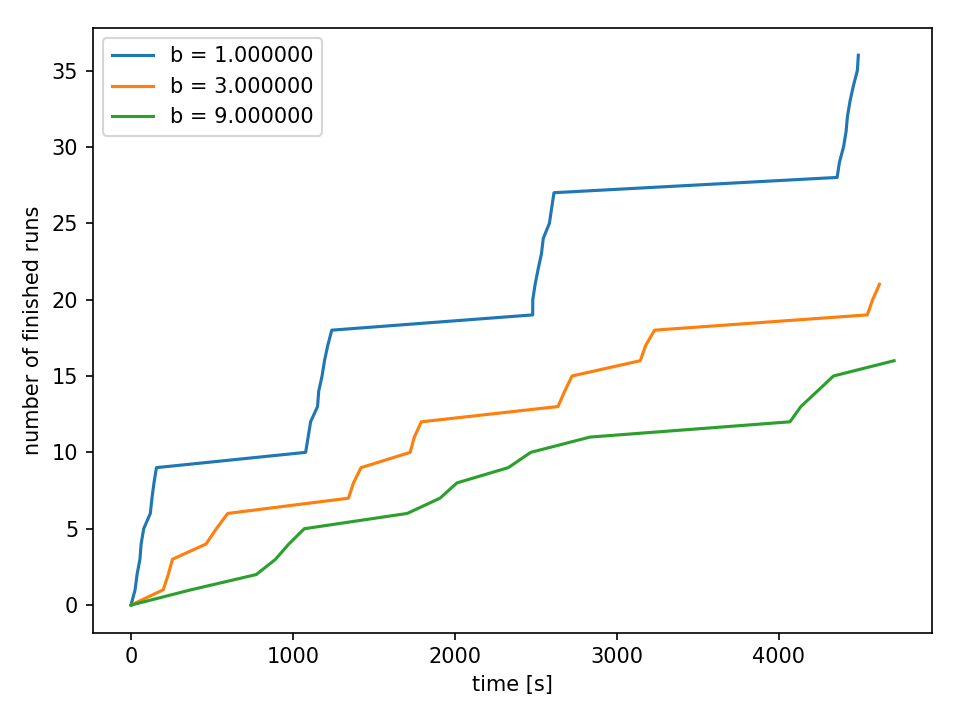 b = 1.000000
b = 3.000000
b = 9.000000
35
30
25
20
15
10
5
0
number of finished runs
0 1000 2000 3000 4000
time [s]